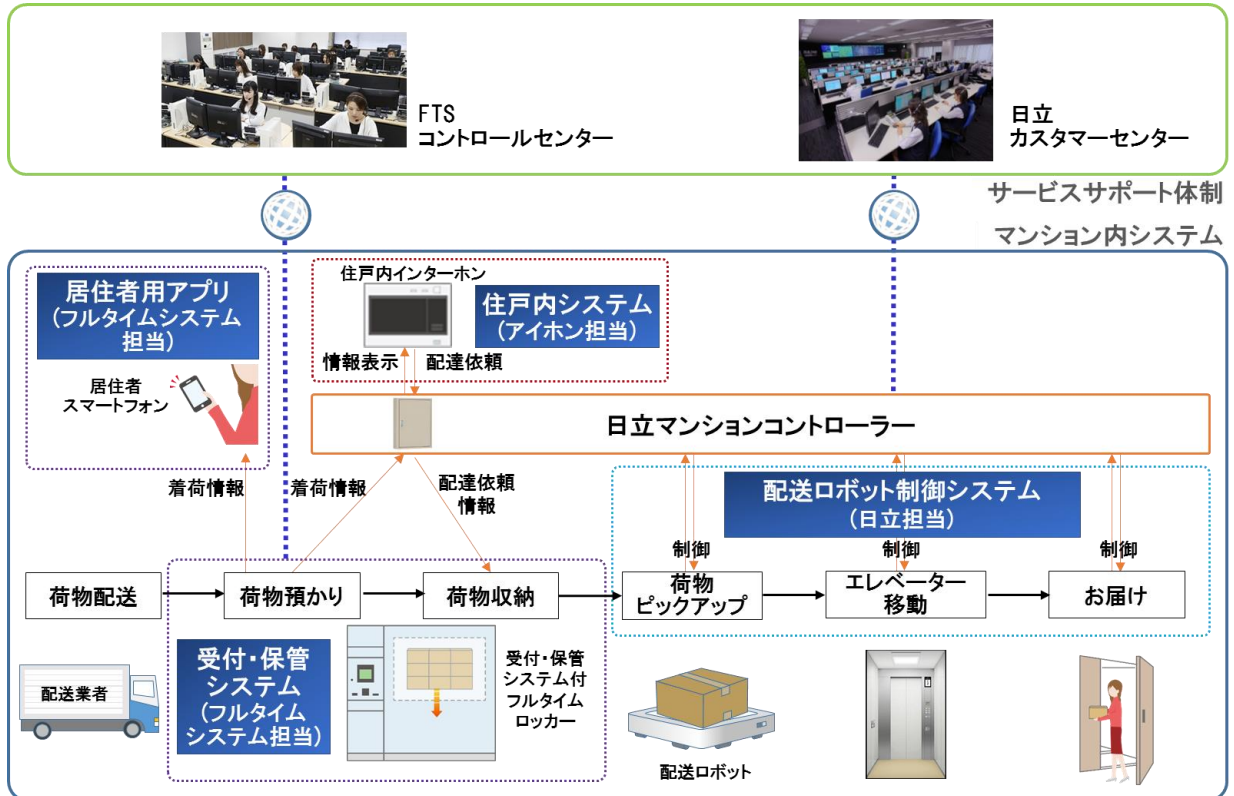 FTS
コントロールセンター
日立
カスタマーセンター
サービスサポート体制
マンション内システム
居住者用アプリ
(フルタイムシステム
担当)
居住者
スマートフォン
住戸内インターホン
住戸内システム
(アイホン担当)
情報表示
配達依頼
日立マンションコントローラー
着荷情報
着荷情報
配達依頼
情報
配送ロボット制御システム
(日立担当)
制御
制御
制御
荷物配送
荷物預かり
荷物収納
荷物
ピックアップ
エレベーター
移動
お届け
配送業者
受付・保管
システム
(フルタイム
システム担当)
受付・保管
システム付
フルタイム
ロッカー
配送ロボット